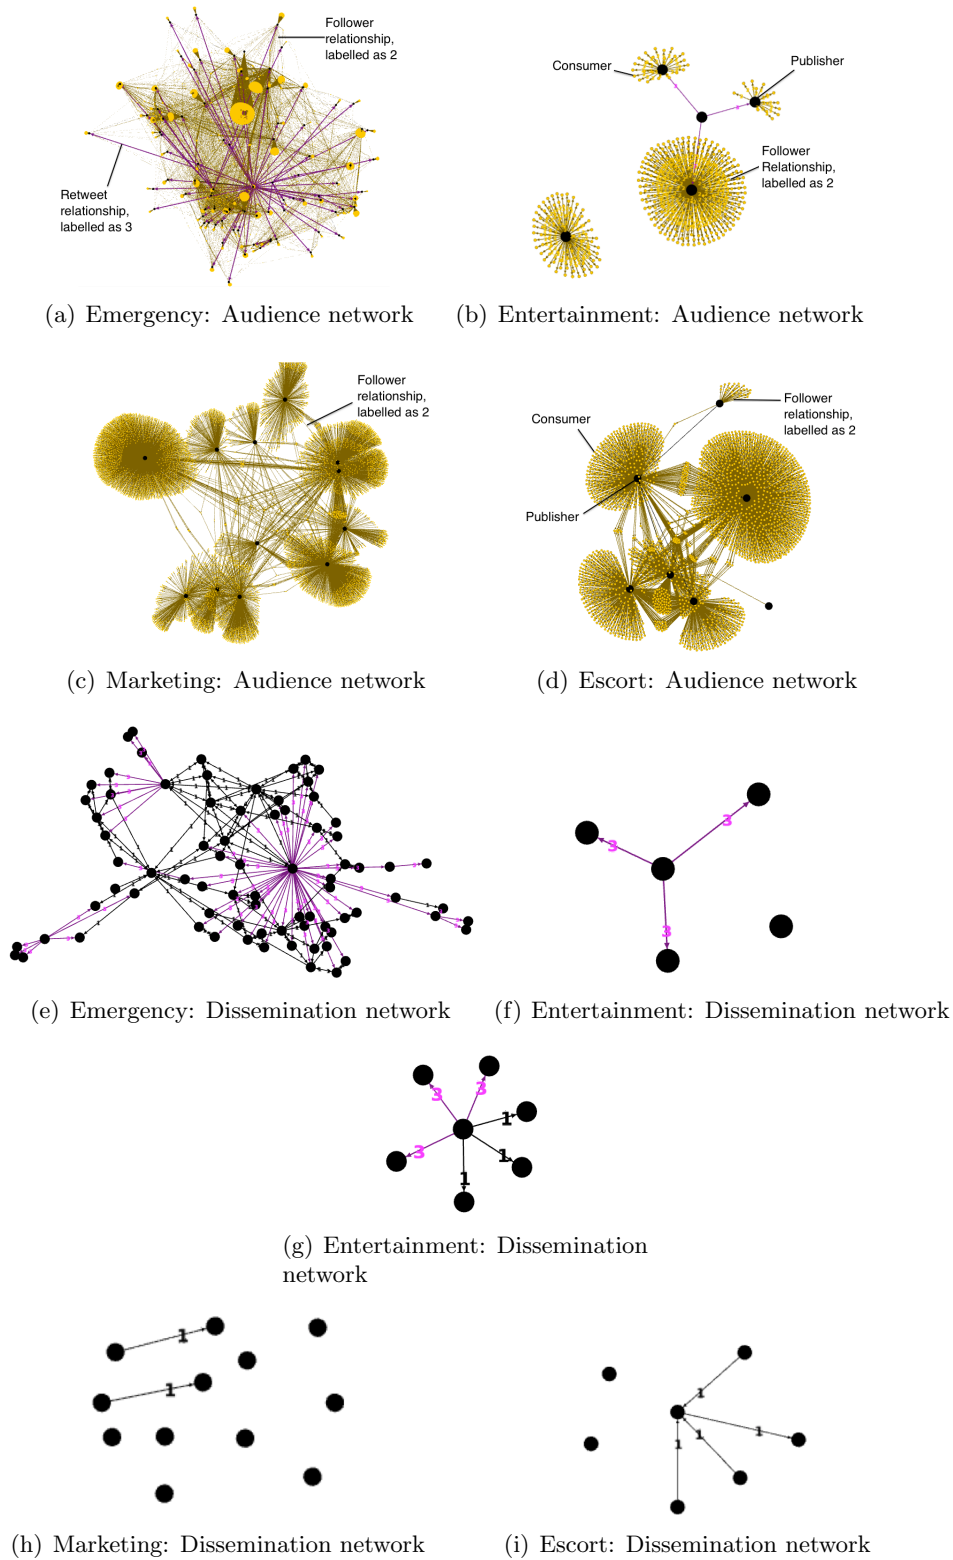 Follower
relationship,
labelled as 2
Retweet
relationship,
labelled as 3
(a) Emergency: Audience network
Consumer
Publisher
Follower
Relationship,
labelled as 2
(b) Entertainment: Audience network
Follower
relationship,
labelled as 2
(c) Marketing: Audience network
Follower
relationship,
labelled as 2
Consumer
Publisher
(d) Escort: Audience network
(e) Emergency: Dissemination network
3
3
3
(f) Entertainment: Dissemination network
3
3
1
1
3
1
(g) Entertainment: Dissemination
network
1
1
(h) Marketing: Dissemination network
1
1
1
1
(i) Escort: Dissemination network